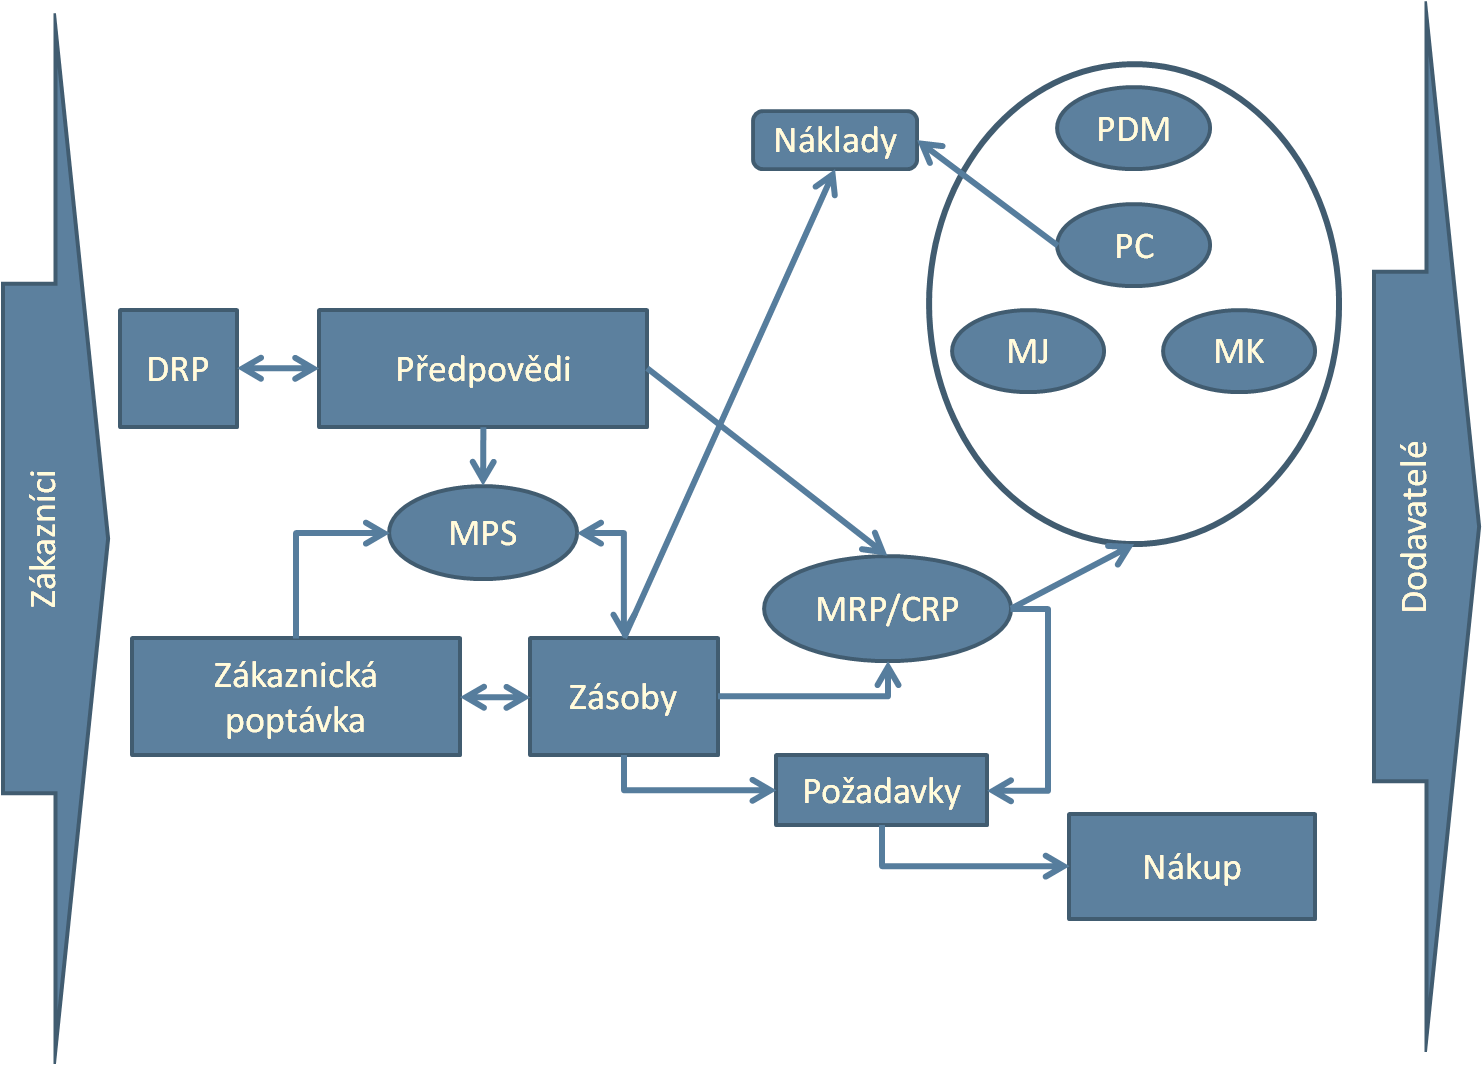 Zákazníci
DRP
Předpovědi
MPS
Zákaznická
poptávka
Zásoby
Náklady
PDM
PC
MJ
MK
MRP/CRP
Požadavky
Nákup
Dodavatelé